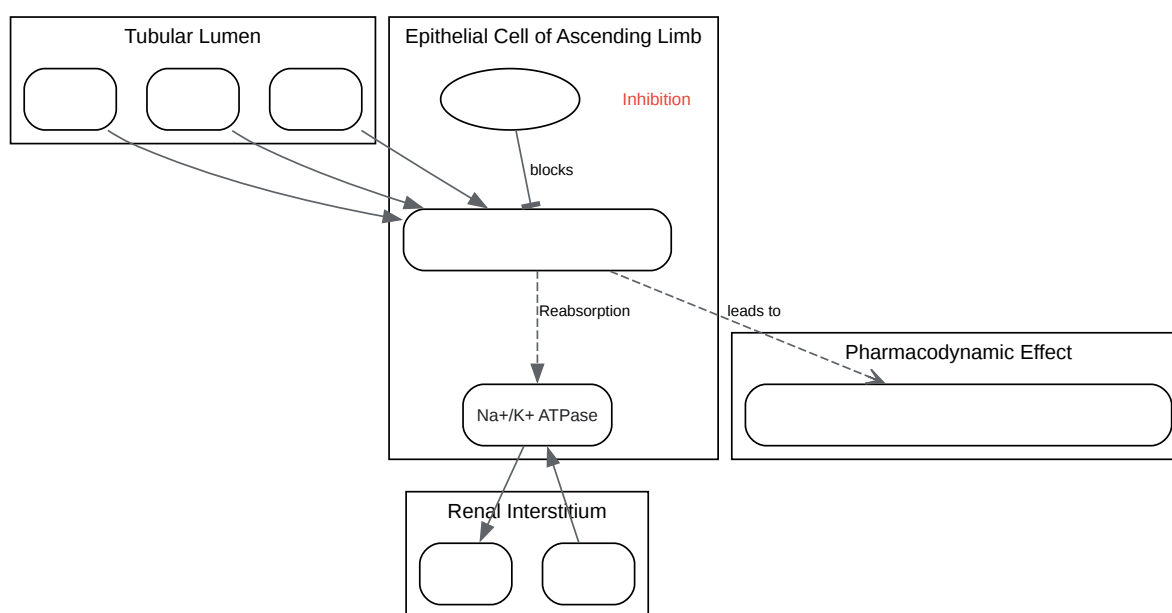 Tubular Lumen
Epithelial Cell of Ascending Limb
Inhibition
blocks
Reabsorption
leads to
Pharmacodynamic Effect
Na+/K+ ATPase
Renal Interstitium